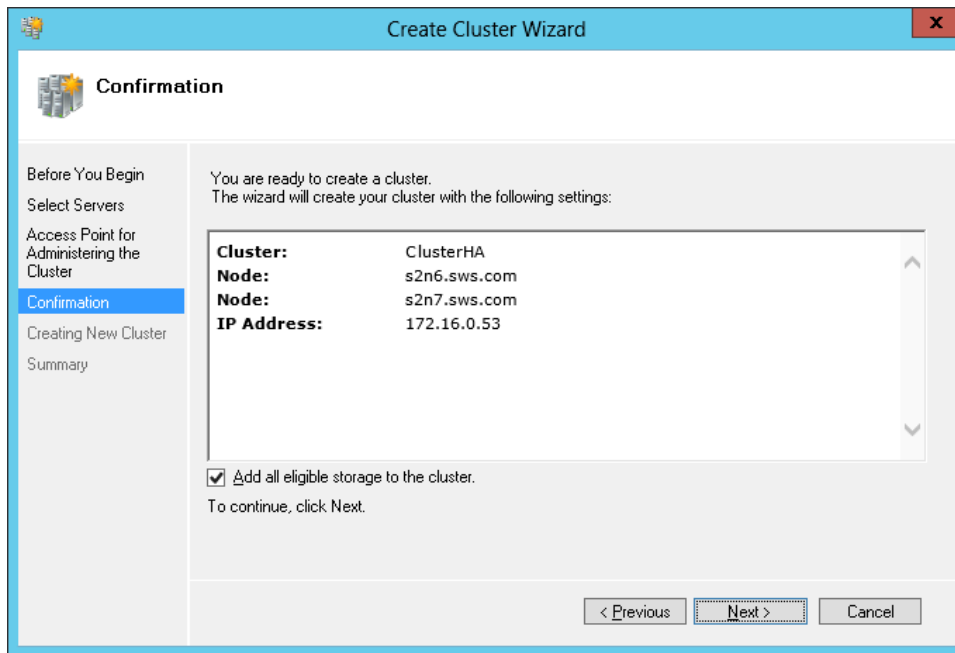 Create Cluster Wizard
x
Confirmation
Before You Begin
Select Servers
Access Point for
Administering the
Cluster
Confirmation
Creating New Cluster
Summary
You are ready to create a cluster.
The wizard will create your cluster with the following settings:
Cluster: ClusterHA
Node: s2n6.sws.com
Node: s2n7.sws.com
IP Address: 172.16.0.53
Add all eligible storage to the cluster.
To continue, click Next.
< Previous
Next >
Cancel